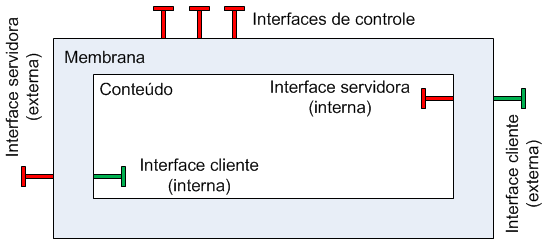 Interfaces de controle
Interface servidora
(externa)
Membrana
Conteúdo
Interface servidora
(interna)
Interface cliente
(interna)
Interface cliente
(externa)